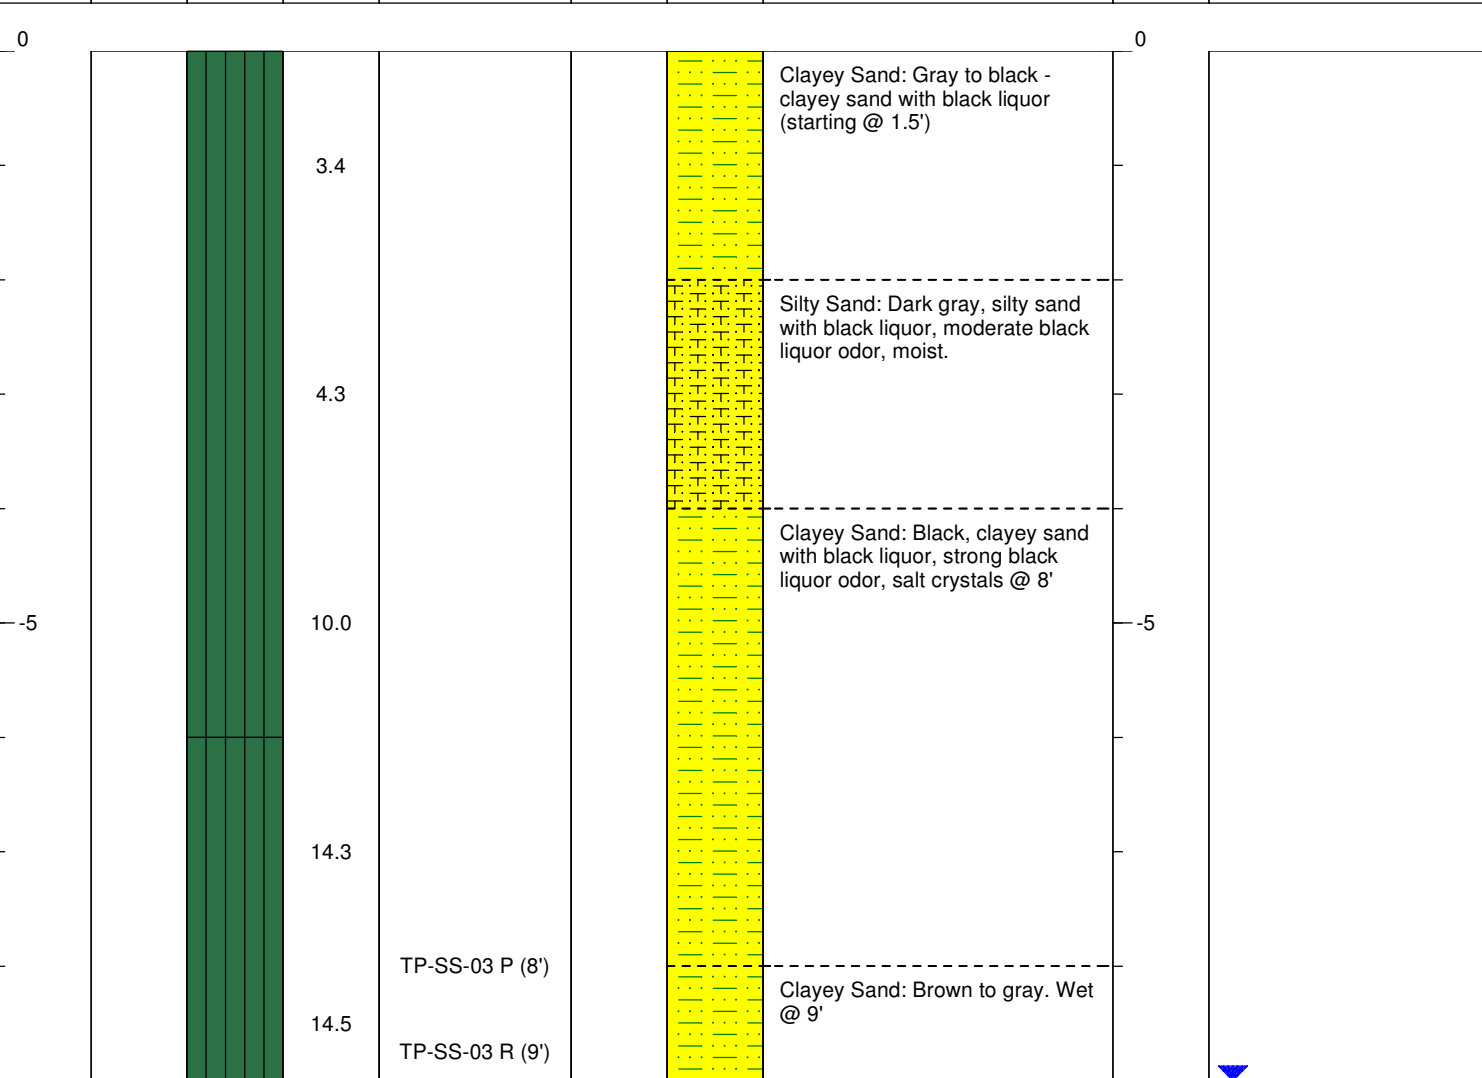 0
0
Clayey Sand: Gray to black -
clayey sand with black liquor
(starting @ 1.5')
3.4
Silty Sand: Dark gray, silty sand
with black liquor, moderate black
liquor odor, moist.
4.3
Clayey Sand: Black, clayey sand
with black liquor, strong black
liquor odor, salt crystals @ 8'
-5
10.0
-5
14.3
TP-SS-03 P (8')
Clayey Sand: Brown to gray. Wet
@ 9'
14.5
TP-SS-03 R (9')